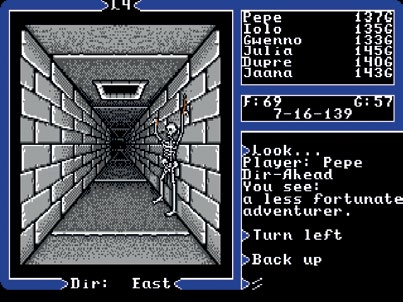 L4
Pepe 137G
Iolo 135G
Gwenno 133G
Julia 145G
Dupre 140G
Jaana 143G
F:69 G:57
7-16-139
Look...
Player: Pepe
Dir-Ahead
You see:
a less fortunate
adventurer.
Turn left
Back up
Dir: East